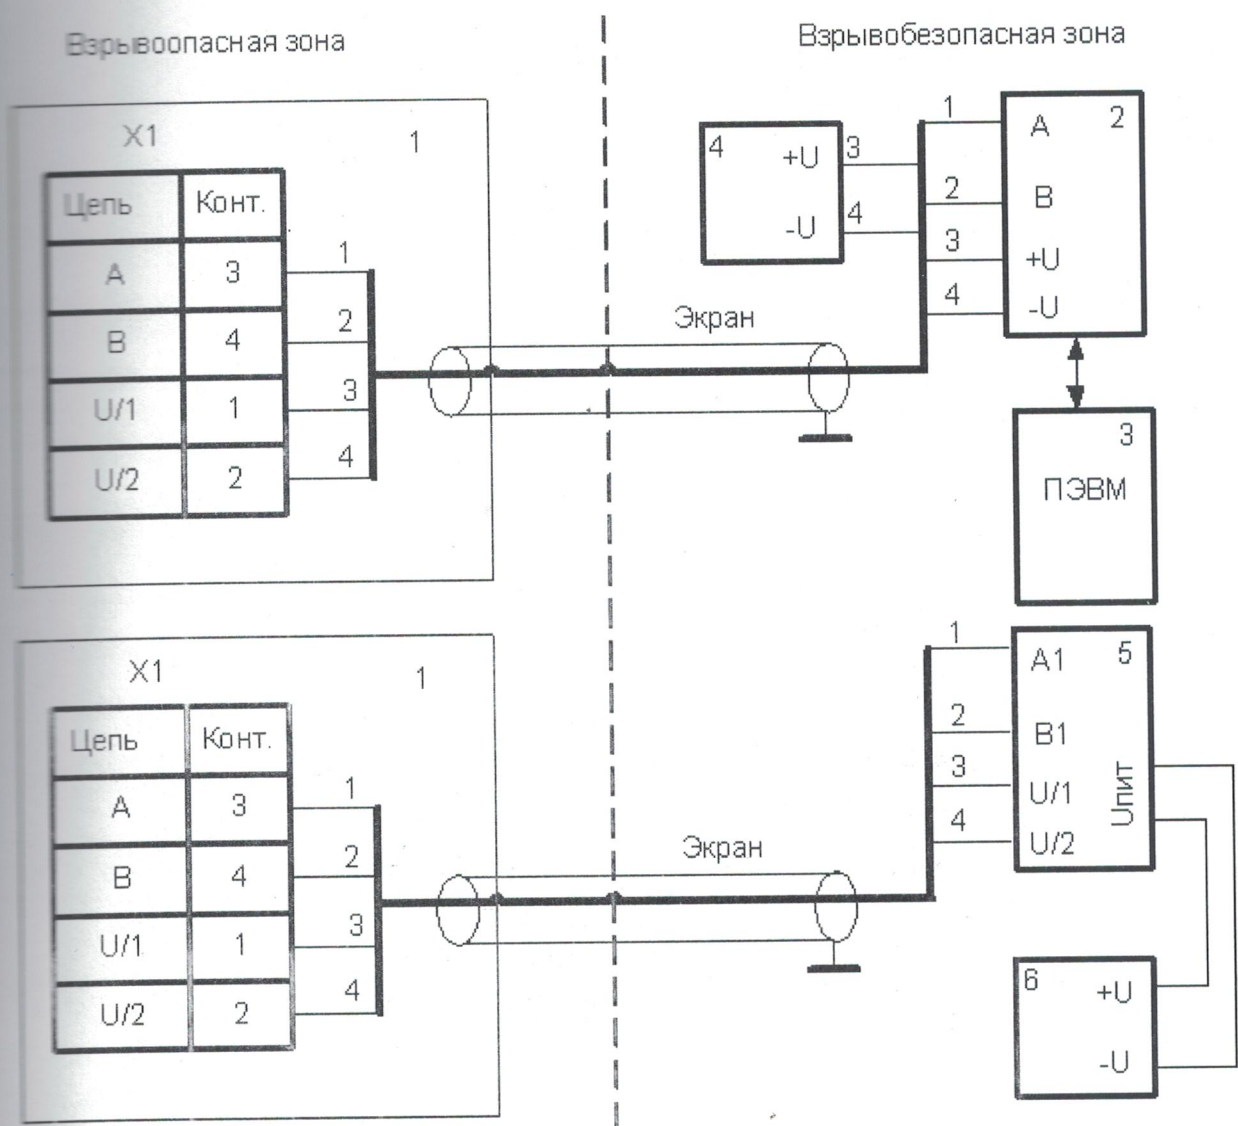 Взрывоопасная зона
Взрывобезопасная зона
X1
1
Цепь Конт.
A 3
B 4
U/1 1
U/2 2
1
2
3
4
Экран
4
+U 3
-U 4
1 A 2
2 B
3 +U
4 -U
3
ПЭВМ
X1
1
Цепь Конт.
A 3
B 4
U/1 1
U/2 2
1
2
3
4
Экран
1 A1 5
2 B1
3 U/1
4 U/2
Uпит
6 +U
-U